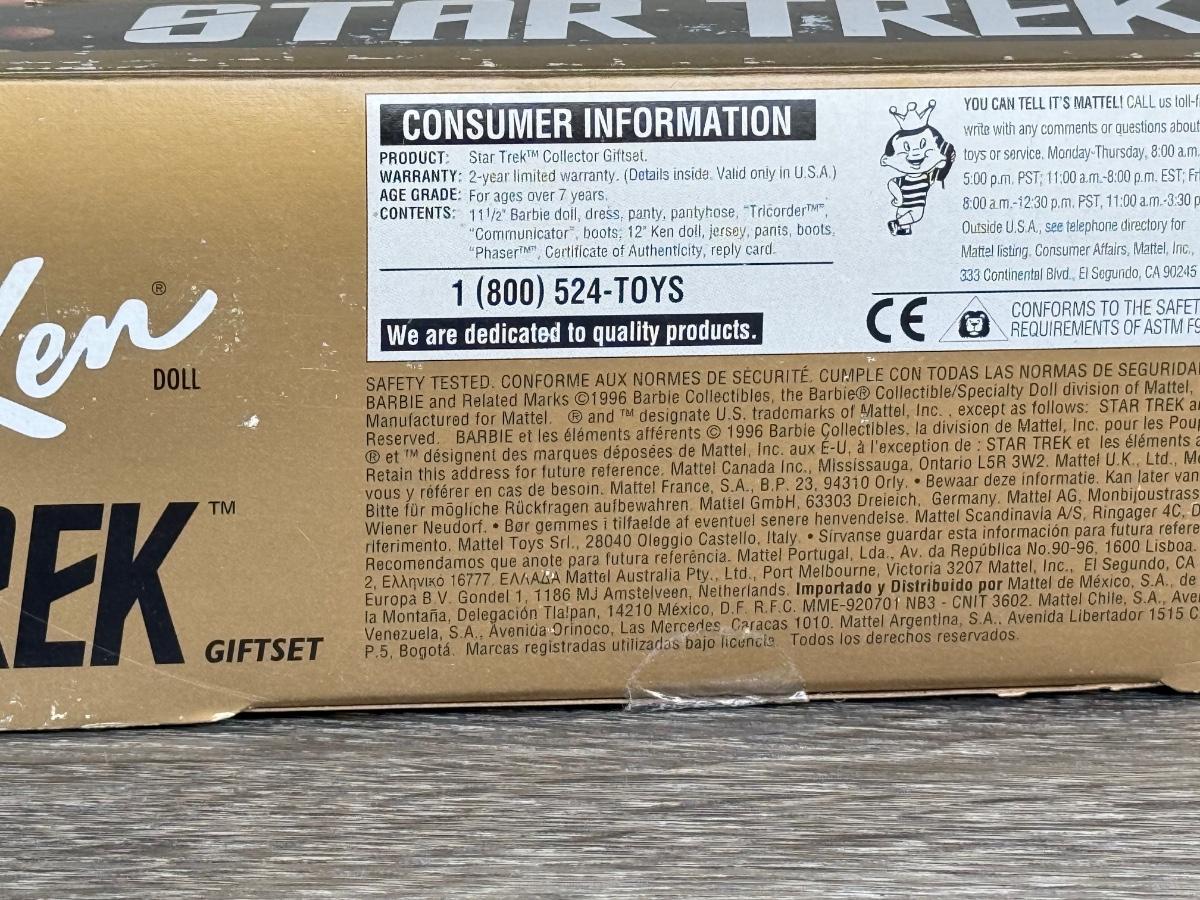 STAR TREK
Ken®
DOLL
REK™
GIFTSET
CONSUMER INFORMATION
PRODUCT: Star Trek™ Collector Giftset.
WARRANTY: 2-year limited warranty. (Details inside. Valid only in U.S.A.)
AGE GRADE: For ages over 7 years.
CONTENTS: 11 1/2" Barbie doll, dress, panty, pantyhose, "Tricorder™",
"Communicator", boots; 12" Ken doll, jersey, pants, boots,
"Phaser™", Certificate of Authenticity, reply card.
1 (800) 524-TOYS
We are dedicated to quality products.
YOU CAN TELL IT'S MATTEL! CALL us toll-f
write with any comments or questions about
toys or service. Monday-Thursday, 8:00 a.m.
5:00 p.m. PST; 11:00 a.m.-8:00 p.m. EST; Fri
8:00 a.m.-12:30 p.m. PST, 11:00 a.m.-3:30 p
Outside U.S.A., see telephone directory for
Mattel listing. Consumer Affairs, Mattel, Inc.,
333 Continental Blvd., El Segundo, CA 90245
CE
CONFORMS TO THE SAFET
REQUIREMENTS OF ASTM F9
SAFETY TESTED. CONFORME AUX NORMES DE SÉCURITÉ. CUMPLE CON TODAS LAS NORMAS DE SEGURIDA
BARBIE and Related Marks ©1996 Barbie Collectibles, the Barbie® Collectible/Specialty Doll division of Mattel,
Manufactured for Mattel. ® and ™ designate U.S. trademarks of Mattel, Inc. , except as follows: STAR TREK a
Reserved. BARBIE et les éléments afférents © 1996 Barbie Collectibles, la division de Mattel, Inc. pour les Pou
® et ™ désignent des marques déposées de Mattel, Inc. aux É-U, à l'exception de : STAR TREK et les éléments a
Retain this address for future reference. Mattel Canada Inc., Mississauga, Ontario L5R 3W2. Mattel U.K., Ltd., M
vous y référer en cas de besoin. Mattel France, S.A., B.P. 23, 94310 Orly. • Bewaar deze informatie. Kan later van
Bitte für mögliche Rückfragen aufbewahren. Mattel GmbH, 63303 Dreieich, Germany. Mattel AG, Monbijoustrass
Wiener Neudorf. • Bør gemmes i tilfaelde af eventuel senere henvendelse. Mattel Scandinavia A/S, Ringager 4C, D
riferimento. Mattel Toys Srl., 28040 Oleggio Castello, Italy. • Sírvanse guardar esta información para futura refere
Recomendamos que anote para futura referência. Mattel Portugal, Lda., Av. da República No.90-96, 1600 Lisboa.
2, Ελληνικό 16777. ΕΛΛΑΔΑ Mattel Australia Pty., Ltd., Port Melbourne, Victoria 3207 Mattel, Inc., El Segundo, CA
Europa B.V. Gondel 1, 1186 MJ Amstelveen, Netherlands. Importado y Distribuido por Mattel de México, S.A., de
la Montaña, Delegación Tlalpan, 14210 México, D.F. R.F.C. MME-920701 NB3 - CNIT 3602. Mattel Chile, S.A., Ave
Venezuela, S.A., Avenida Orinoco, Las Mercedes, Caracas 1010. Mattel Argentina, S.A., Avenida Libertador 1515 C
P.5, Bogotá. Marcas registradas utilizadas bajo licencia. Todos los derechos reservados.